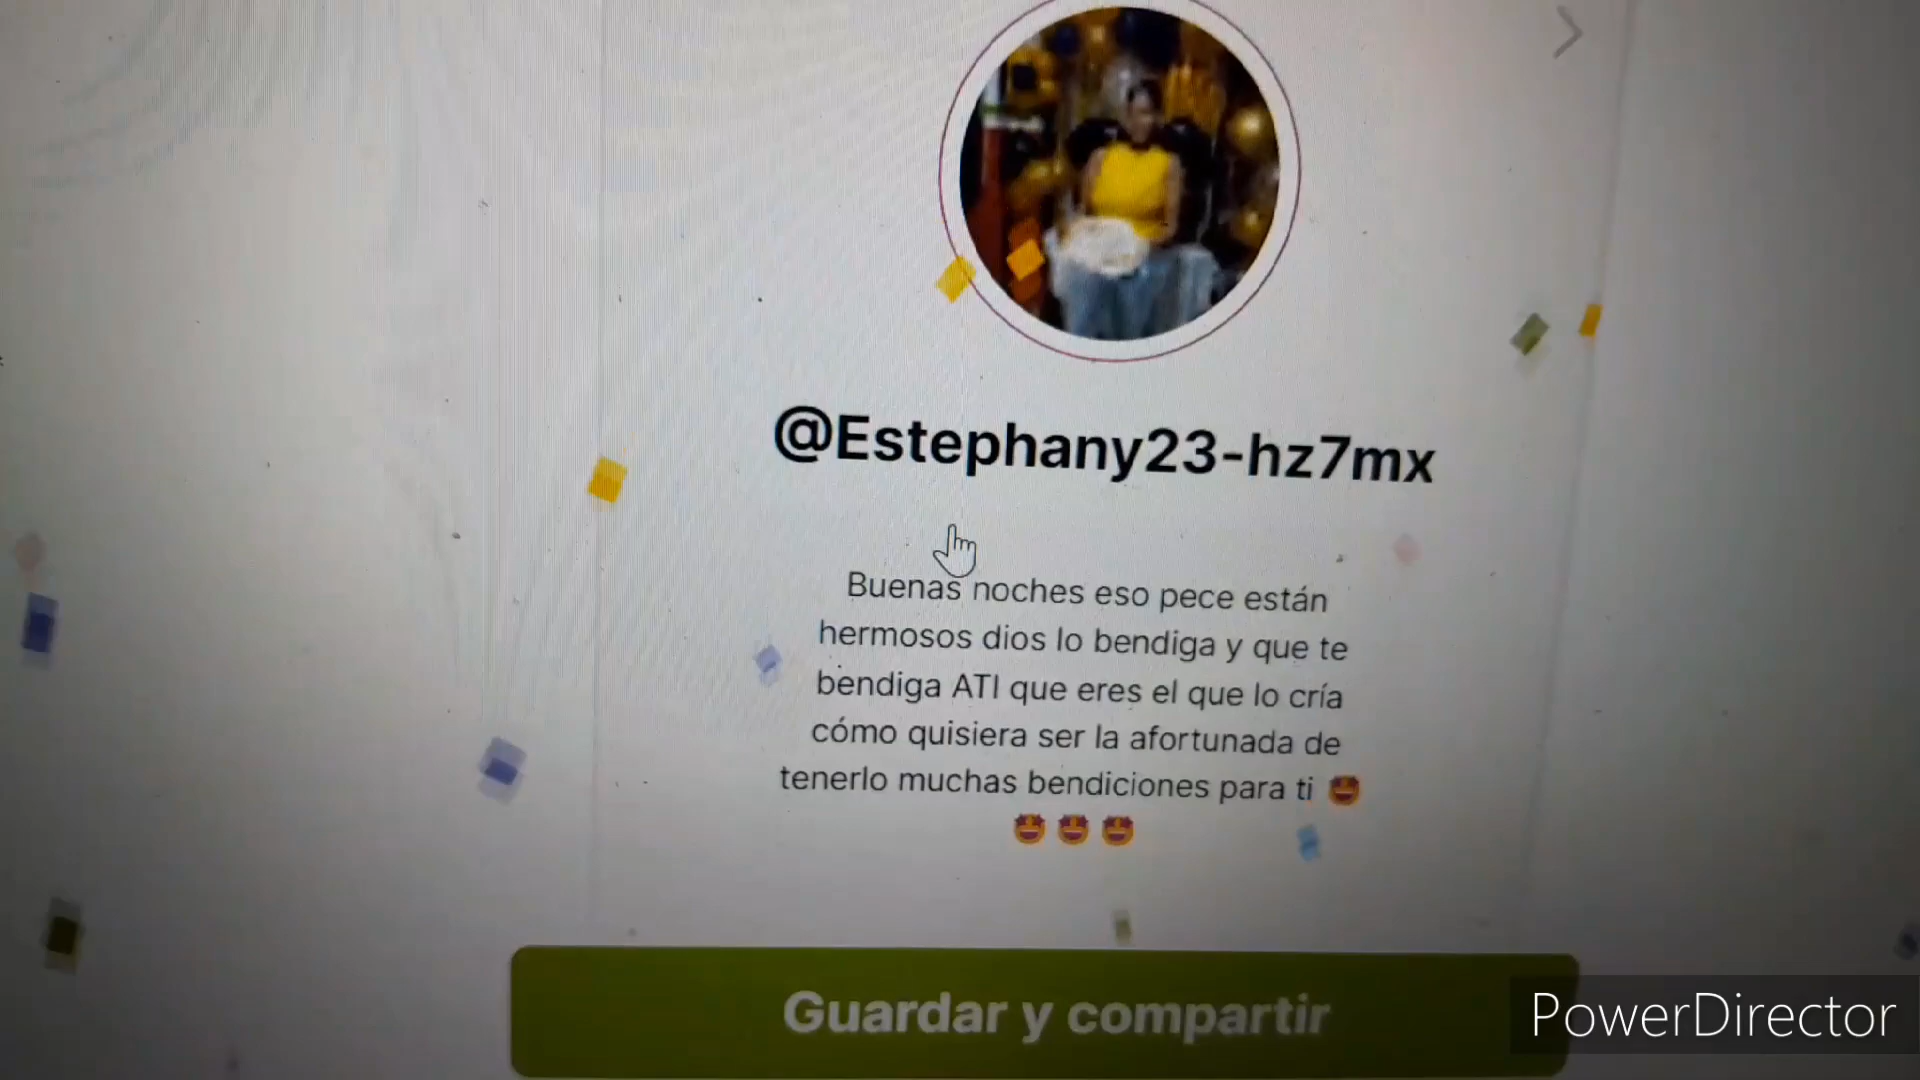 @Estephany23-hz7mx
Buenas noches eso pece están
hermosos dios lo bendiga y que te
bendiga ATI que eres el que lo cría
cómo quisiera ser la afortunada de
tenerlo muchas bendiciones para ti 🤩
🤩 🤩 🤩
Guardar y compartir
PowerDirector